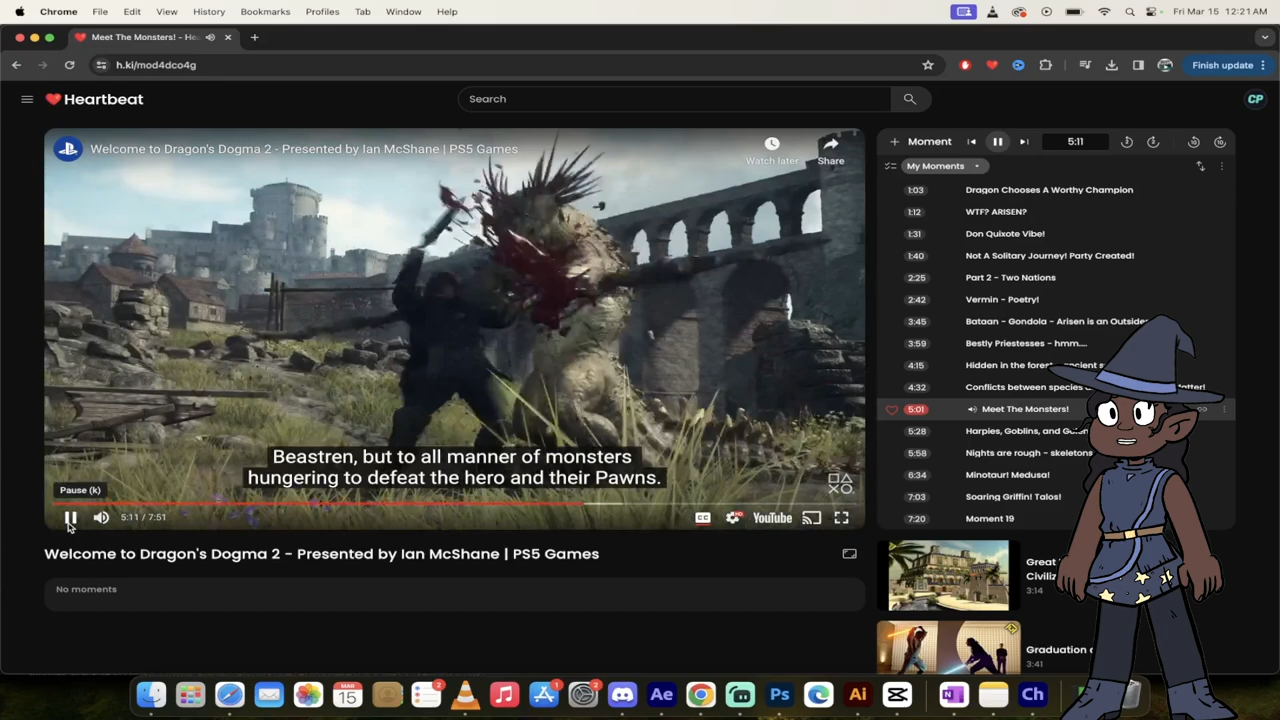 Chrome File Edit View History Bookmarks Profiles Tab Window Help Fri Mar 15 12:21 AM
Meet The Monsters! - Hea
h.ki/mod4dco4g
Finish update
Heartbeat
Search
CP
Welcome to Dragon's Dogma 2 - Presented by Ian McShane | PS5 Games
Watch later
Share
Beastren, but to all manner of monsters
hungering to defeat the hero and their Pawns.
Pause (k)
5:11 / 7:51
CC
HD
YouTube
Welcome to Dragon's Dogma 2 - Presented by Ian McShane | PS5 Games
No moments
+ Moment 5:11
My Moments
1:03 Dragon Chooses A Worthy Champion
1:12 WTF? ARISEN?
1:31 Don Quixote Vibe!
1:40 Not A Solitary Journey! Party Created!
2:25 Part 2 - Two Nations
2:42 Vermin - Poetry!
3:45 Bataan - Gondola - Arisen is an Outside
3:59 Bestly Priestesses - hmm....
4:15 Hidden in the forest
4:32 Conflicts between species
5:01 Meet The Monsters!
5:28 Harpies, Goblins, and
5:58 Nights are rough - skeletons
6:34 Minotaur! Medusa!
7:03 Soaring Griffin! Talos!
7:20 Moment 19
Great
Civiliz
3:14
Graduation
3:41
MAR
15
2
1
2
Ae
Ps
Ai
N
Ch